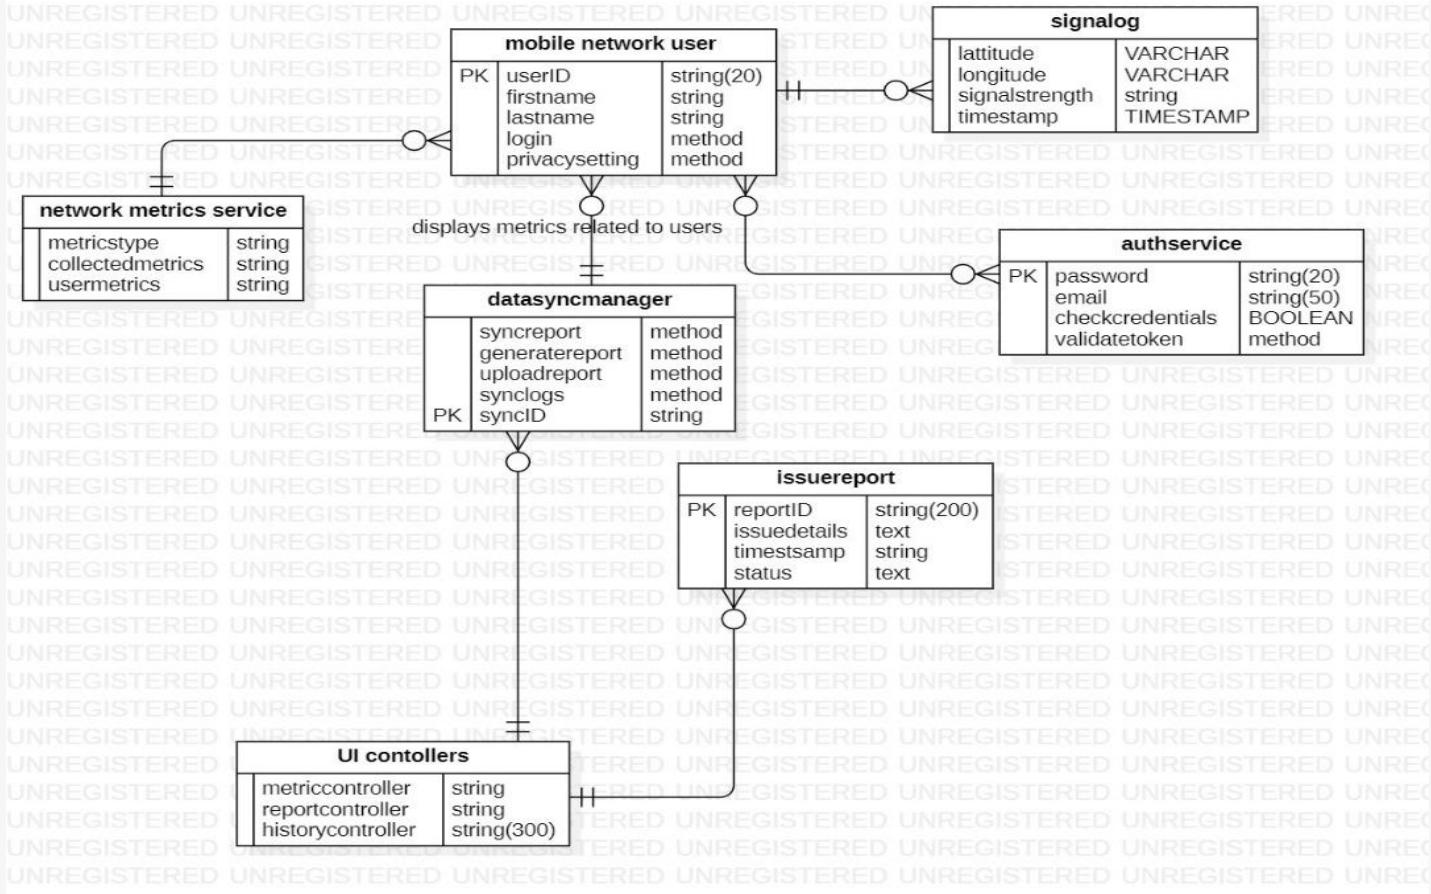 signalog
lattitude VARCHAR
longitude VARCHAR
signalstrength string
timestamp TIMESTAMP
mobile network user
PK userID string(20)
firstname string
lastname string
login method
privacysetting method
network metrics service
metricstype string
collectedmetrics string
usermetrics string
displays metrics related to users
authservice
PK password string(20)
email string(50)
checkcredentials BOOLEAN
validatetoken method
datasyncmanager
syncreport method
generatereport method
uploadreport method
synclogs method
PK syncID string
issuereport
PK reportID string(200)
issuedetails text
timestsamp string
status text
UI contollers
metriccontroller string
reportcontroller string
historycontroller string(300)
UNREGISTERED